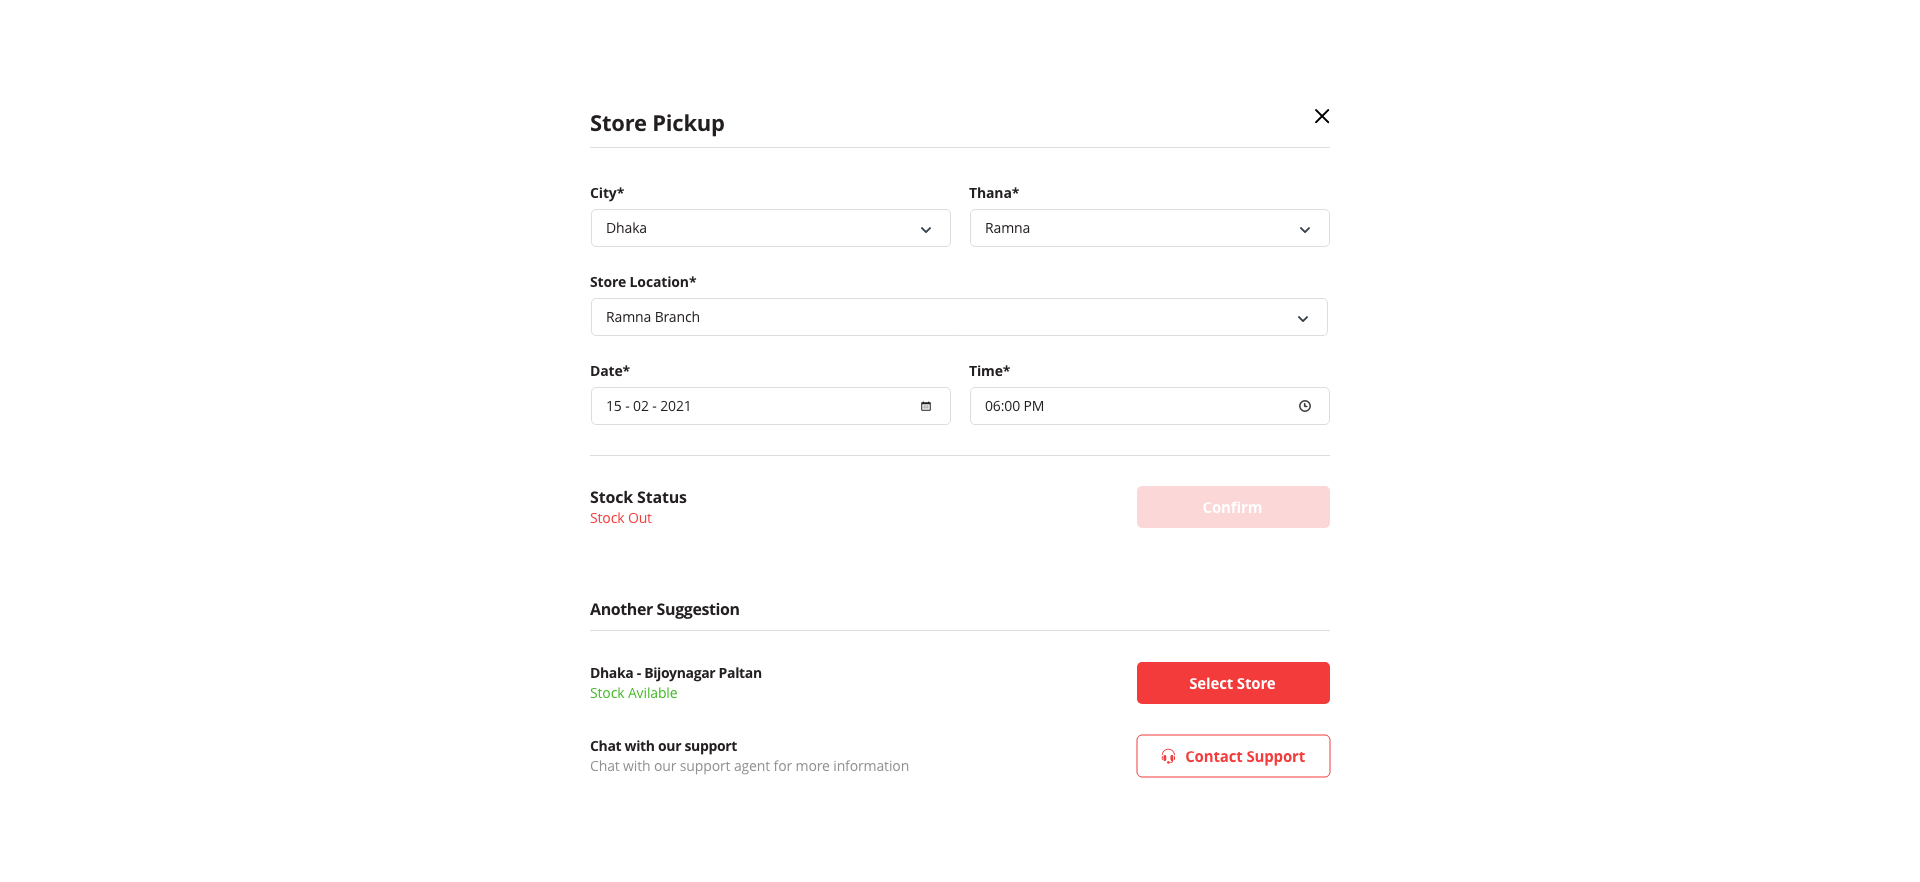 Store Pickup
City*
Thana*
Dhaka
Ramna
Store Location*
Ramna Branch
Date*
Time*
15 - 02 - 2021
06:00 PM
Stock Status
Stock Out
Confirm
Another Suggestion
Dhaka - Bijoynagar Paltan
Stock Avilable
Select Store
Chat with our support
Chat with our support agent for more information
Contact Support